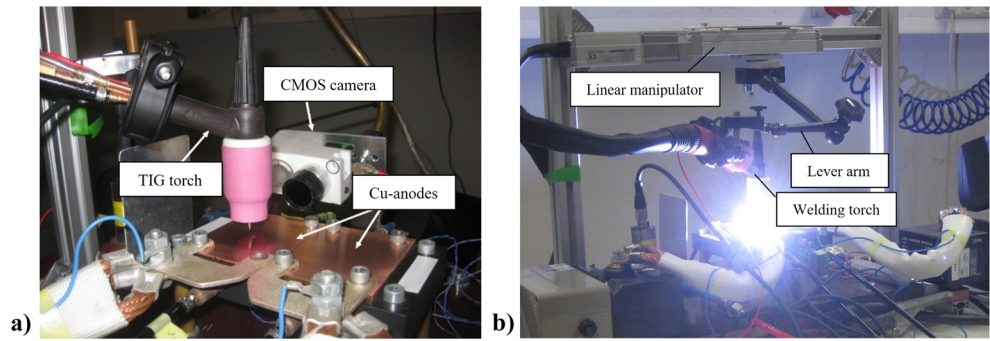 CMOS camera
TIG torch
Cu-anodes
a)
Linear manipulator
Lever arm
Welding torch
b)